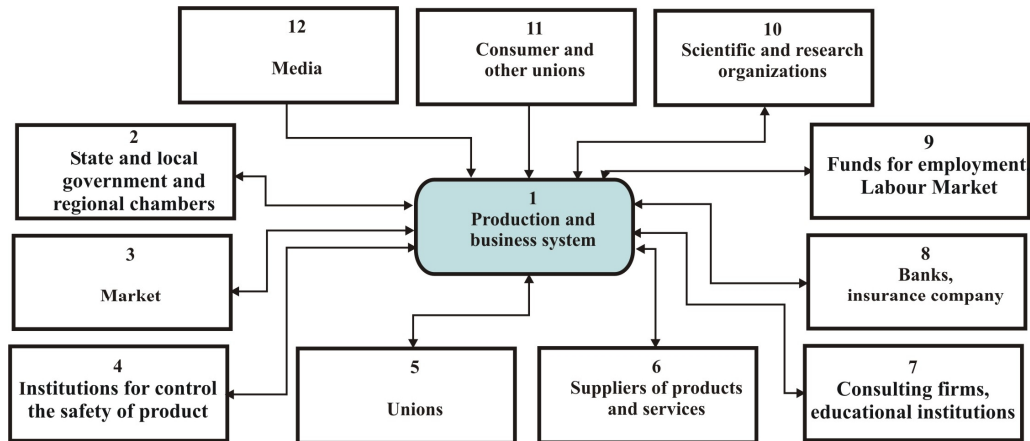 12
Media
11
Consumer and
other unions
10
Scientific and research
organizations
2
State and local
government and
regional chambers
1
Production and
business system
9
Funds for employment
Labour Market
3
Market
8
Banks,
insurance company
4
Institutions for control
the safety of product
5
Unions
6
Suppliers of products
and services
7
Consulting firms,
educational institutions